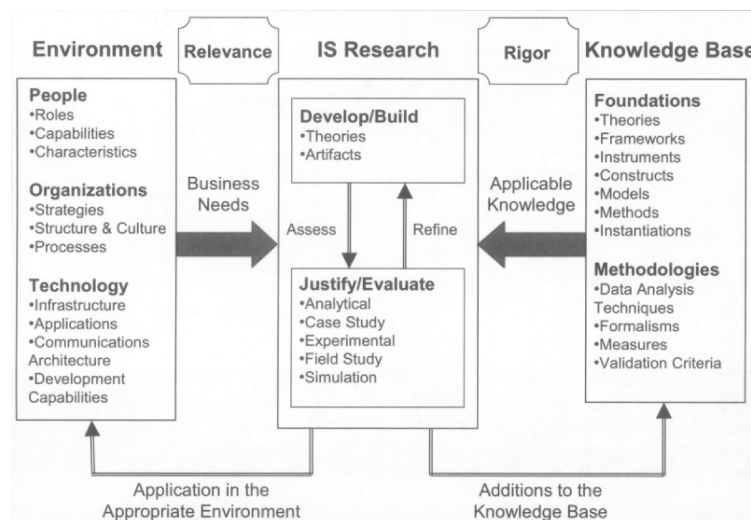 Environment
Relevance
IS Research
Rigor
Knowledge Base
People
•Roles
•Capabilities
•Characteristics
Organizations
•Strategies
•Structure & Culture
•Processes
Technology
•Infrastructure
•Applications
•Communications
Architecture
•Development
Capabilities
Business
Needs
Develop/Build
•Theories
•Artifacts
Assess
Refine
Justify/Evaluate
•Analytical
•Case Study
•Experimental
•Field Study
•Simulation
Applicable
Knowledge
Foundations
•Theories
•Frameworks
•Instruments
•Constructs
•Models
•Methods
•Instantiations
Methodologies
•Data Analysis
Techniques
•Formalisms
•Measures
•Validation Criteria
Application in the
Appropriate Environment
Additions to the
Knowledge Base